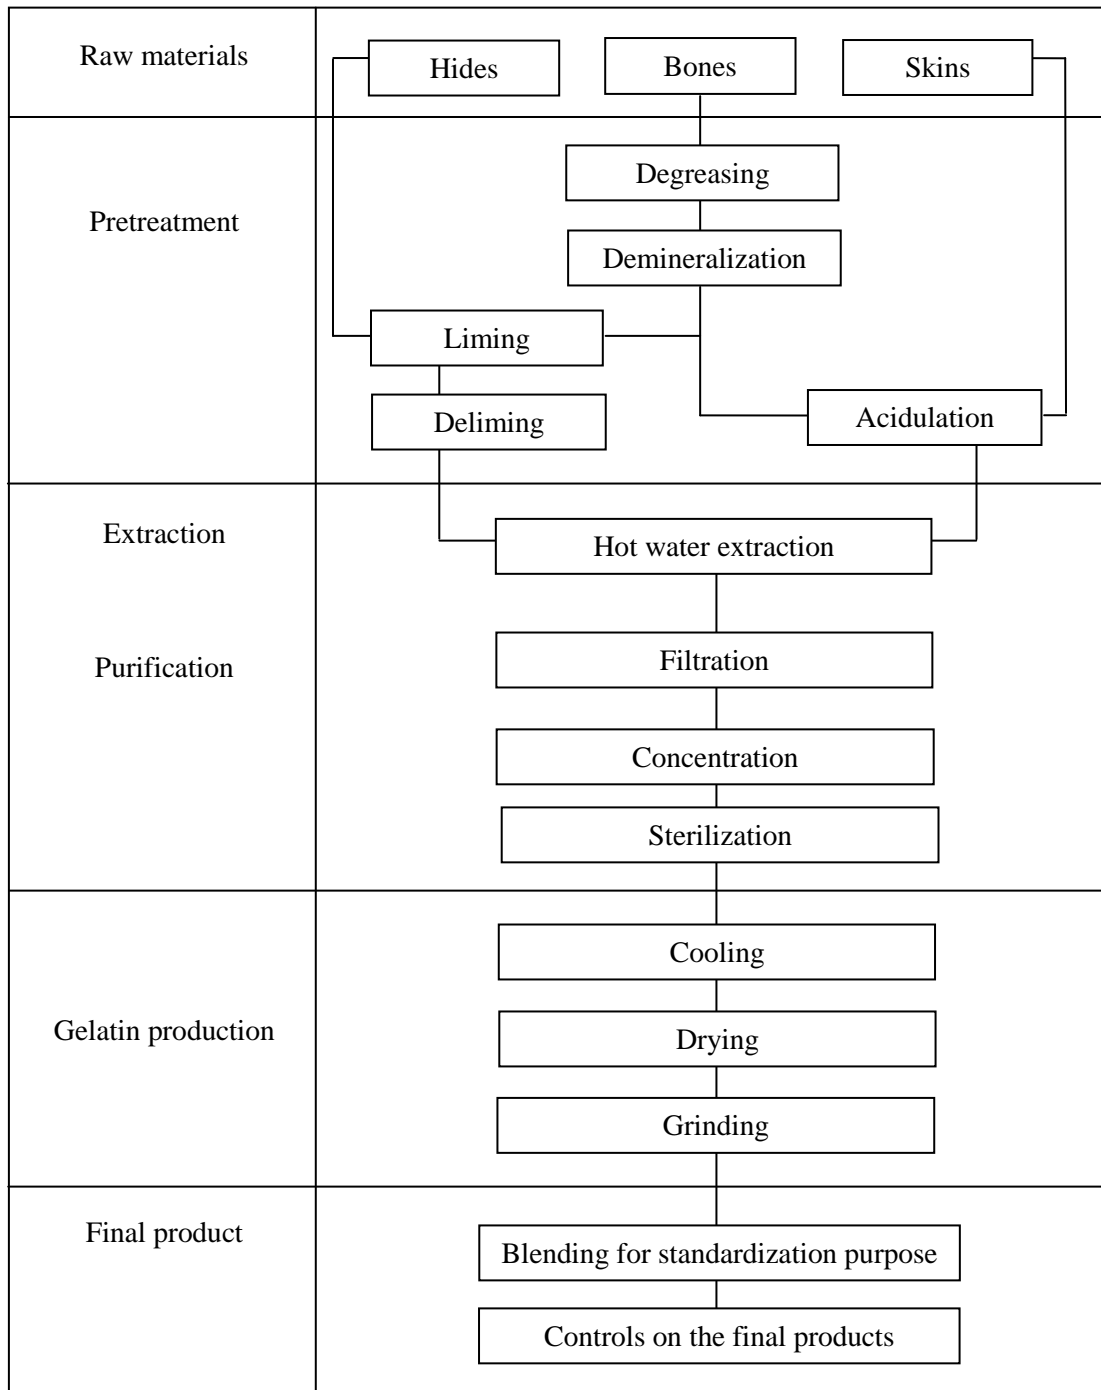 Raw materials
Hides
Bones
Skins
Pretreatment
Degreasing
Demineralization
Liming
Deliming
Acidulation
Extraction
Hot water extraction
Purification
Filtration
Concentration
Sterilization
Gelatin production
Cooling
Drying
Grinding
Final product
Blending for standardization purpose
Controls on the final products